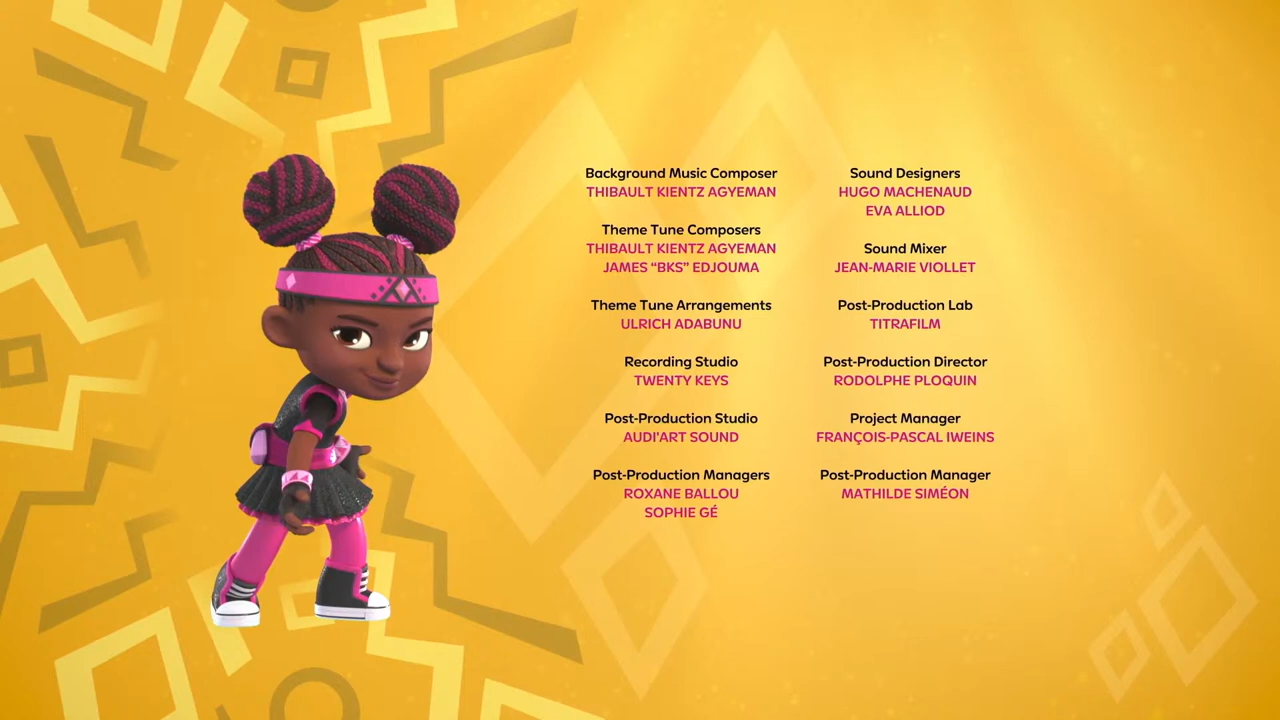 Background Music Composer
THIBAULT KIENTZ AGYEMAN
Theme Tune Composers
THIBAULT KIENTZ AGYEMAN
JAMES “BKS” EDJOUMA
Theme Tune Arrangements
ULRICH ADABUNU
Recording Studio
TWENTY KEYS
Post-Production Studio
AUDI'ART SOUND
Post-Production Managers
ROXANE BALLOU
SOPHIE GÉ
Sound Designers
HUGO MACHENAUD
EVA ALLIOD
Sound Mixer
JEAN-MARIE VIOLLET
Post-Production Lab
TITRAFILM
Post-Production Director
RODOLPHE PLOQUIN
Project Manager
FRANÇOIS-PASCAL IWEINS
Post-Production Manager
MATHILDE SIMÉON